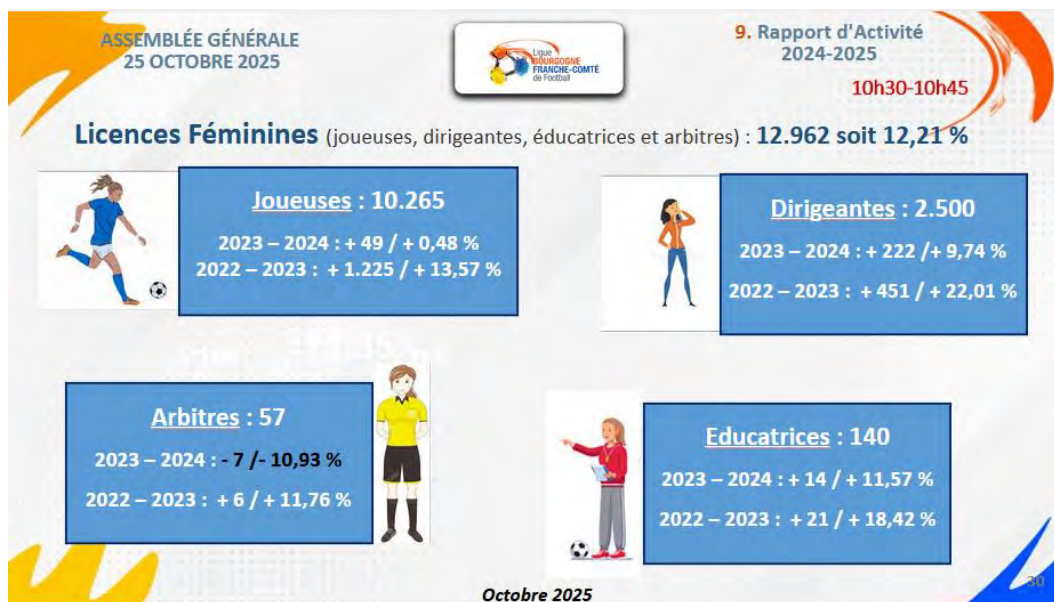 ASSEMBLÉE GÉNÉRALE
25 OCTOBRE 2025
Ligue
BOURGOGNE
FRANCHE-COMTÉ
de Football
9. Rapport d'Activité
2024-2025
10h30-10h45
Licences Féminines (joueuses, dirigeantes, éducatrices et arbitres) : 12.962 soit 12,21 %
Joueuses : 10.265
2023 – 2024 : + 49 / + 0,48 %
2022 – 2023 : + 1.225 / + 13,57 %
Dirigeantes : 2.500
2023 – 2024 : + 222 /+ 9,74 %
2022 – 2023 : + 451 / + 22,01 %
Arbitres : 57
2023 – 2024 : - 7 /- 10,93 %
2022 – 2023 : + 6 / + 11,76 %
Educatrices : 140
2023 – 2024 : + 14 / + 11,57 %
2022 – 2023 : + 21 / + 18,42 %
Octobre 2025
30